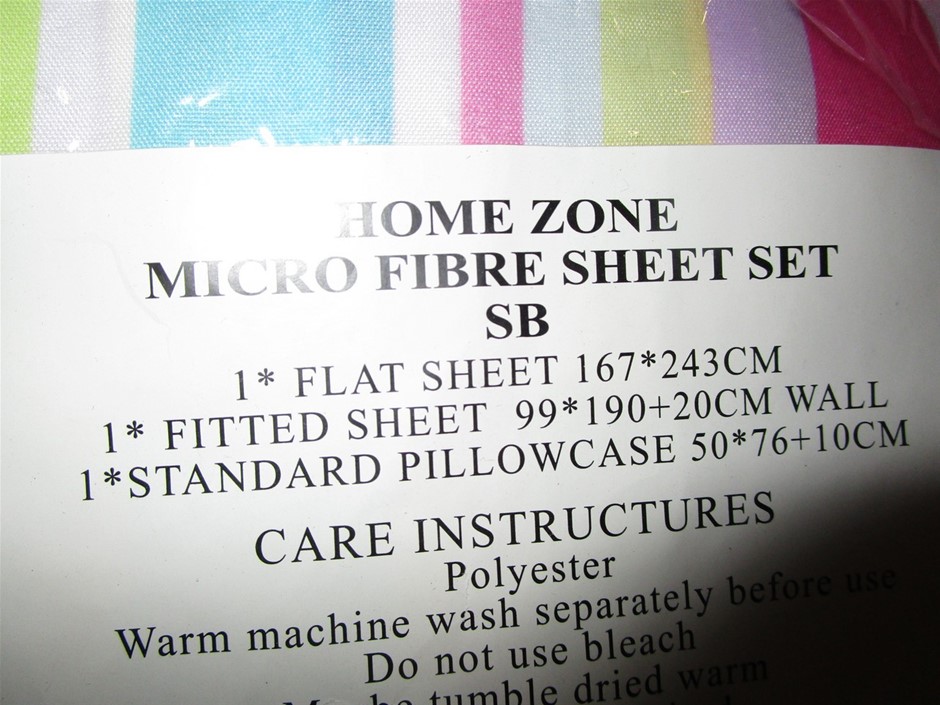 HOME ZONE
MICRO FIBRE SHEET SET
SB
1* FLAT SHEET 167*243CM
1* FITTED SHEET 99*190+20CM WALL
1*STANDARD PILLOWCASE 50*76+10CM
CARE INSTRUCTURES
Polyester
Warm machine wash separately before use
Do not use bleach
May be tumble dried warm